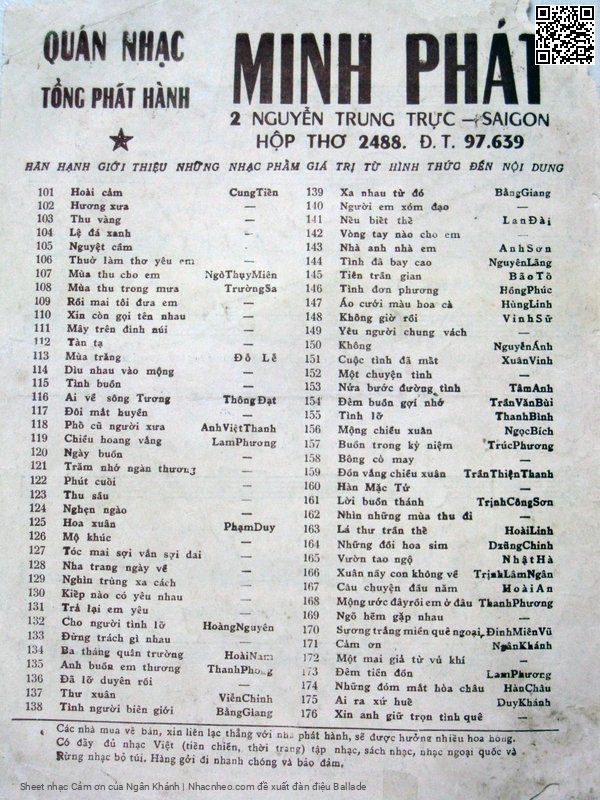 QUÁN NHẠC
TỔNG PHÁT HÀNH
MINH PHÁT
2 NGUYỄN TRUNG TRỰC — SAIGON
HỘP THƠ 2488. Đ.T. 97.639
HÂN HẠNH GIỚI THIỆU NHỮNG NHẠC PHẨM GIÁ TRỊ TỪ HÌNH THỨC ĐẾN NỘI DUNG
101 Hoài cảm CungTiến
102 Hương xưa —
103 Thu vàng —
104 Lệ đá xanh
105 Nguyệt cầm
106 Thuở làm thơ yêu em —
107 Mùa thu cho em NgôThụyMiên
108 Mùa thu trong mưa TrườngSa
109 Rồi mai tôi đưa em —
110 Xin còn gọi tên nhau —
111 Mây trên đỉnh núi —
112 Tàn tạ —
113 Mùa trăng Đỗ Lễ
114 Dìu nhau vào mộng —
115 Tình buồn —
116 Ai về sông Tương ThôngĐạt
117 Đôi mắt huyền —
118 Phố cũ người xưa AnhViệtThanh
119 Chiều hoang vắng LamPhương
120 Ngày buồn —
121 Trăm nhớ ngàn thương —
122 Phút cuối —
123 Thu sầu —
124 Nghẹn ngào —
125 Hoa xuân PhạmDuy
126 Mộ khúc —
127 Tóc mai sợi vắn sợi dài —
128 Nha trang ngày về —
129 Nghìn trùng xa cách —
130 Kiếp nào có yêu nhau —
131 Trả lại em yêu —
132 Cho người tình lỡ HoàngNguyên
133 Đừng trách gì nhau —
134 Ba tháng quân trường HoàiNam
135 Anh buồn em thương ThanhPhong
136 Đã lỡ duyên rồi —
137 Thư xuân ViễnChinh
138 Tình người biên giới BằngGiang
139 Xa nhau từ đó BằngGiang
140 Người em xóm đạo —
141 Nếu biết thế LanĐài
142 Vòng tay nào cho em —
143 Nhà anh nhà em AnhSơn
144 Tình đã bay cao NguyênLãng
145 Tiên trần gian BảoTố
146 Tình đơn phương HồngPhúc
147 Áo cưới màu hoa cà HùngLinh
148 Không giờ rồi VinhSử
149 Yêu người chung vách —
150 Không NguyễnÁnh
151 Cuộc tình đã mất XuânVinh
152 Một chuyện tình —
153 Nửa bước đường tình TâmAnh
154 Đêm buồn gợi nhớ TrầnVănBùi
155 Tình lỡ ThanhBình
156 Mộng chiều xuân NgọcBích
157 Buồn trong kỷ niệm TrúcPhương
158 Bông cỏ may —
159 Đồn vắng chiều xuân TrầnThiệnThanh
160 Hàn Mặc Tử —
161 Lời buồn thánh TrịnhCôngSơn
162 Nhìn những mùa thu đi —
163 Lá thư trần thế HoàiLinh
164 Những đồi hoa sim DzũngChinh
165 Vườn tao ngộ NhậtHà
166 Xuân nầy con không về TrịnhLâmNgân
167 Câu chuyện đầu năm HoàiAn
168 Mộng ước đây rồi em ở đâu ThanhPhương
169 Ngõ hẽm gặp nhau —
170 Sương trắng miền quê ngoại ĐinhMiênVũ
171 Cảm ơn NgânKhánh
172 Một mai giã từ vũ khí —
173 Đêm tiền đồn LamPhương
174 Những đóm mắt hỏa châu HànChâu
175 Ai ra xứ huế DuyKhánh
176 Xin anh giữ trọn tình quê —
Các nhà mua về bán, xin liên lạc thẳng với nhà phát hành, sẽ được hưởng nhiều hoa hồng.
Có đầy đủ nhạc Việt (tiền chiến, thời trang) tập nhạc, sách nhạc, nhạc ngoại quốc và
Rừng nhạc bỏ túi. Hàng gởi đi nhanh chóng và bảo đảm.
Sheet nhạc Cảm ơn của Ngân Khánh | Nhacnheo.com đề xuất đàn điệu Ballade